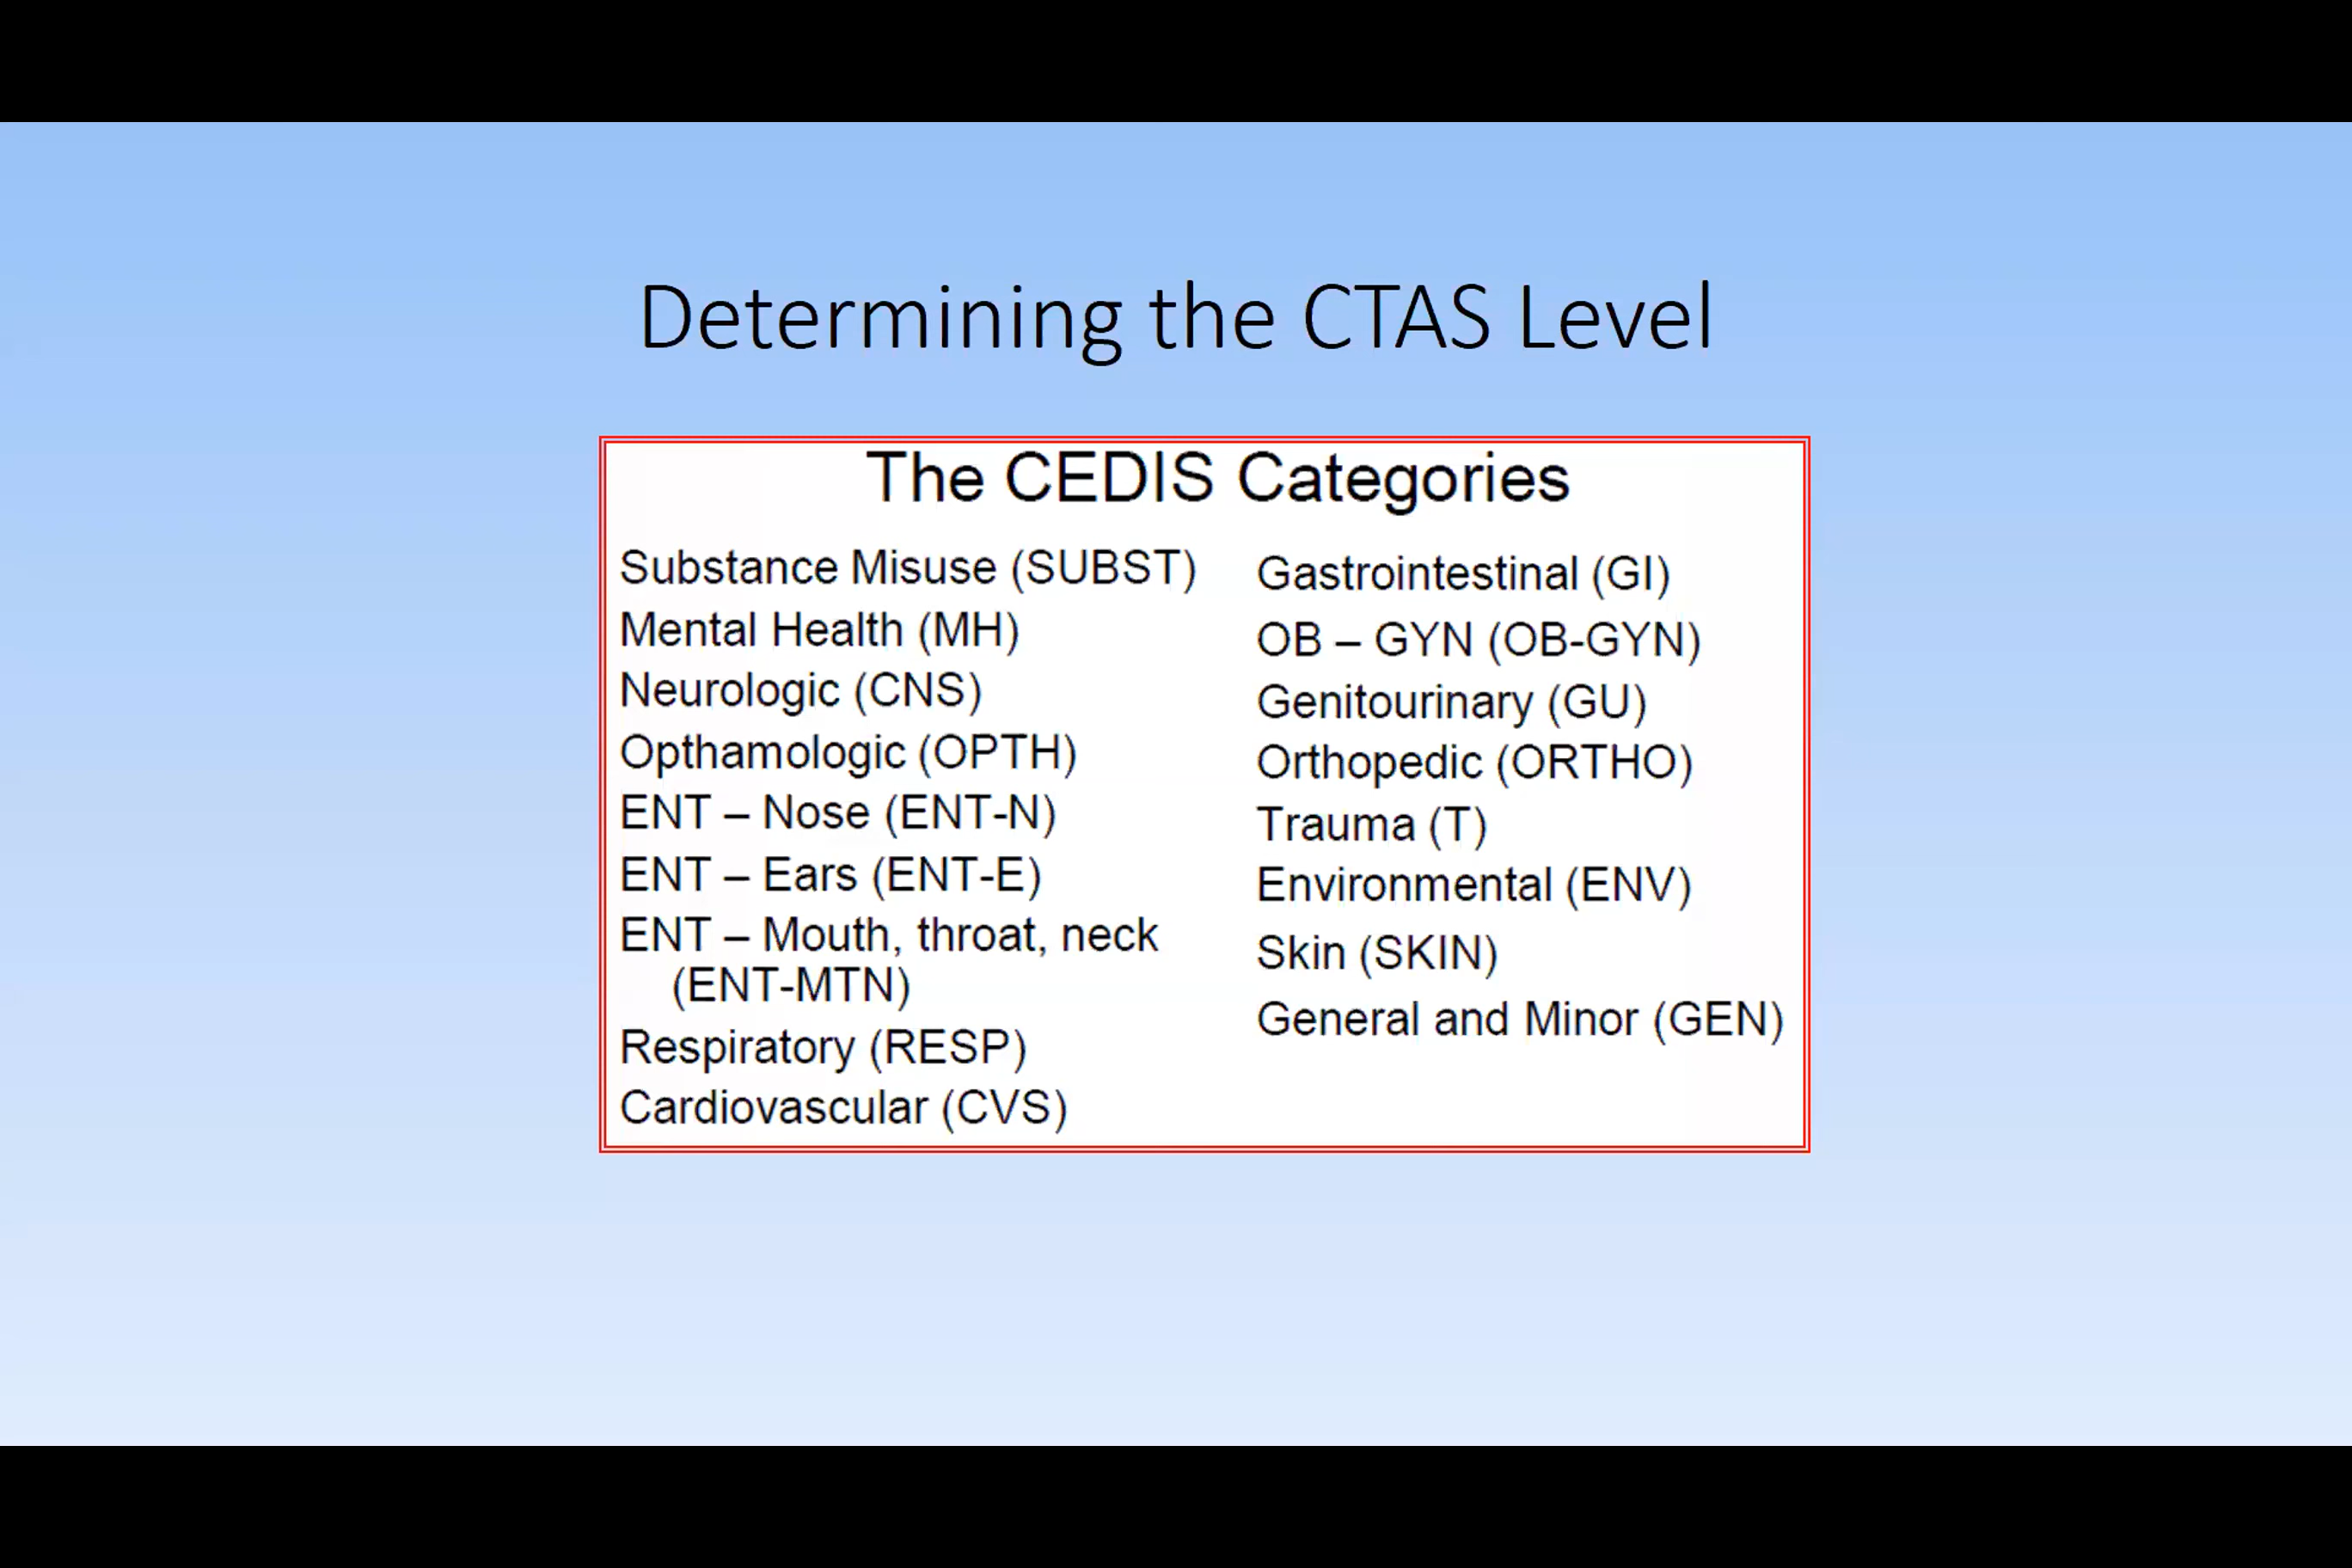 Determining the CTAS Level
The CEDIS Categories
Substance Misuse (SUBST)
Mental Health (MH)
Neurologic (CNS)
Opthamologic (OPTH)
ENT – Nose (ENT-N)
ENT – Ears (ENT-E)
ENT – Mouth, throat, neck
(ENT-MTN)
Respiratory (RESP)
Cardiovascular (CVS)
Gastrointestinal (GI)
OB – GYN (OB-GYN)
Genitourinary (GU)
Orthopedic (ORTHO)
Trauma (T)
Environmental (ENV)
Skin (SKIN)
General and Minor (GEN)